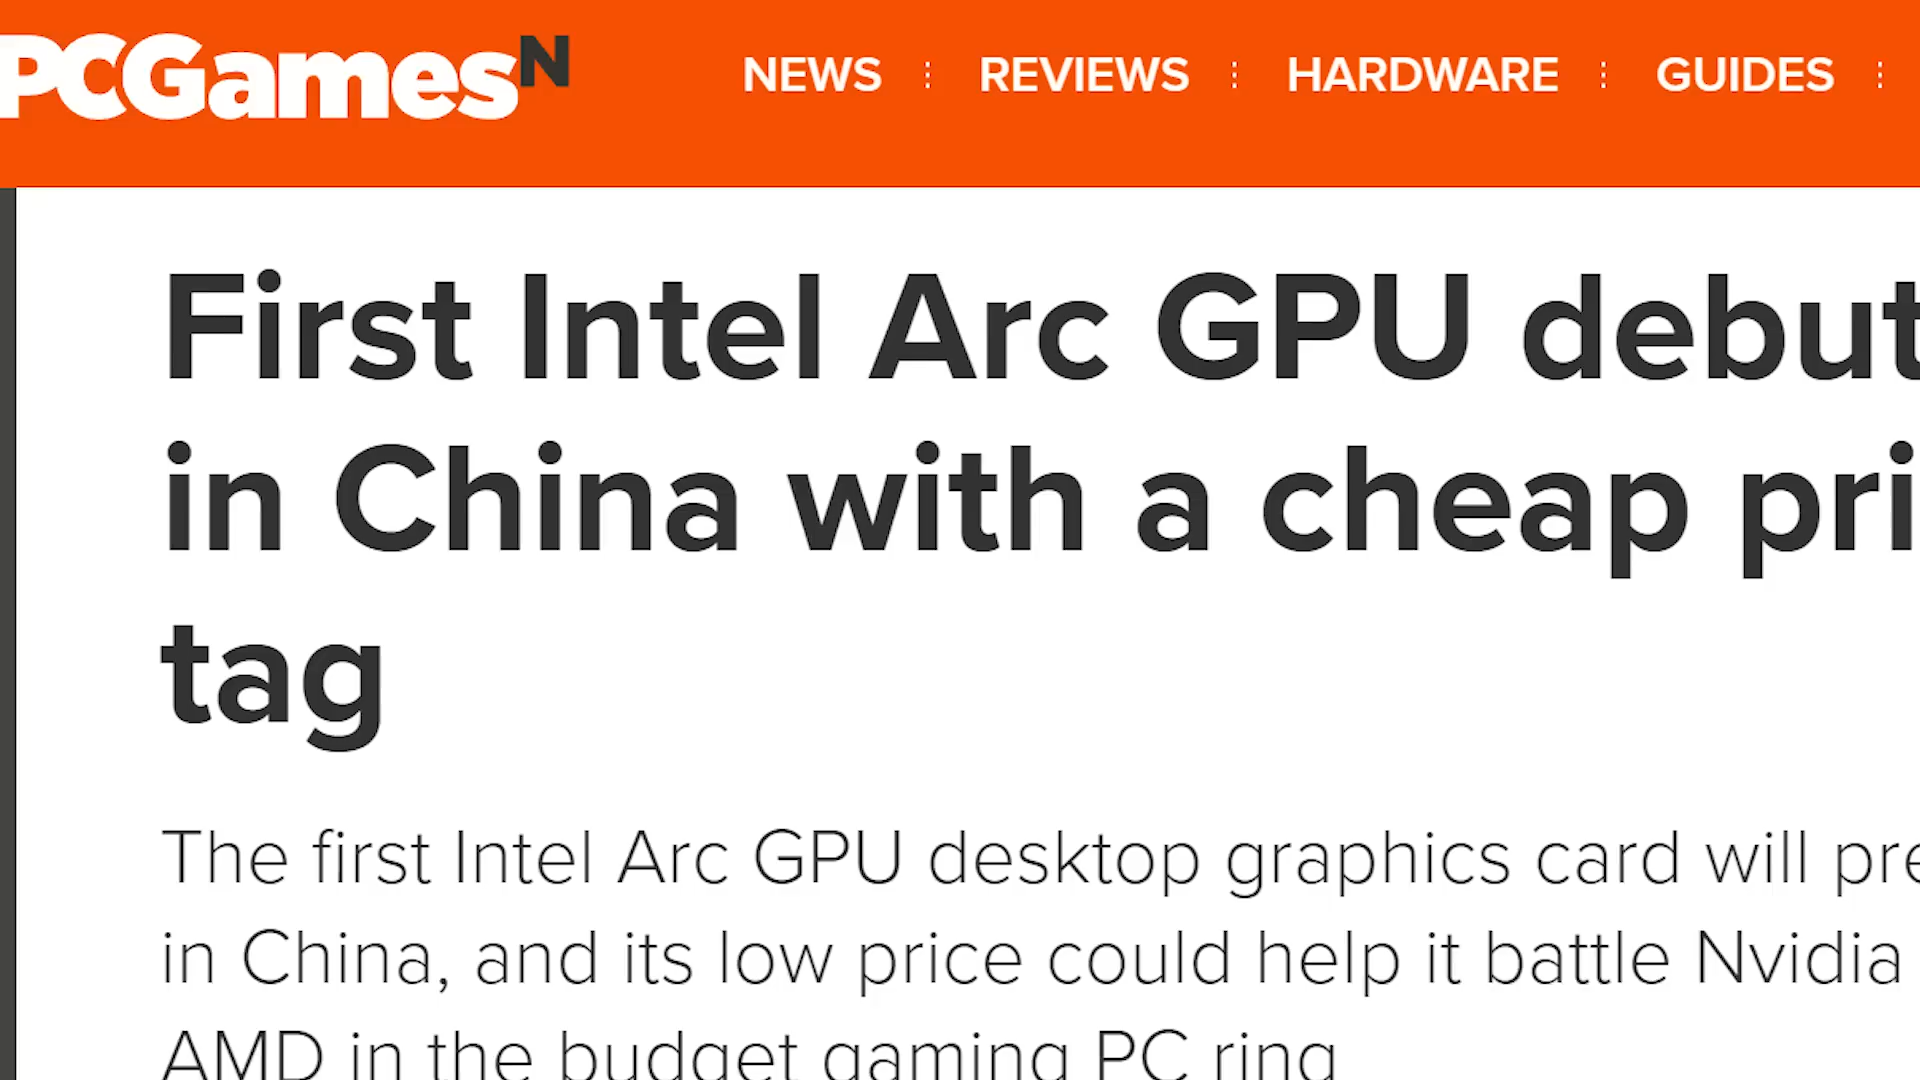 PCGamesN
NEWS REVIEWS HARDWARE GUIDES
First Intel Arc GPU debut
in China with a cheap pri
tag
The first Intel Arc GPU desktop graphics card will pre
in China, and its low price could help it battle Nvidia
AMD in the budget gaming PC ring